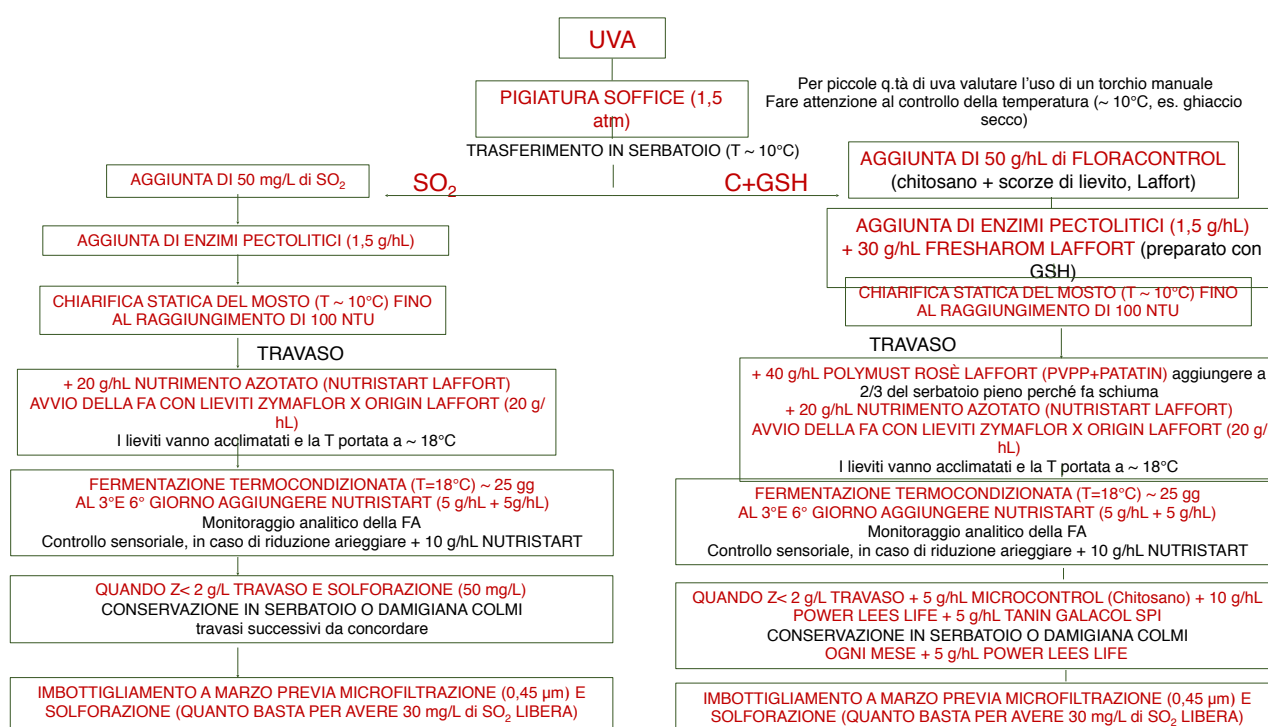 UVA
PIGIATURA SOFFICE (1,5
atm)
Per piccole q.tà di uva valutare l'uso di un torchio manuale
Fare attenzione al controllo della temperatura (~ 10°C, es. ghiaccio
secco)
TRASFERIMENTO IN SERBATOIO (T ~ 10°C)
SO₂
C+GSH
AGGIUNTA DI 50 mg/L di SO₂
AGGIUNTA DI ENZIMI PECTOLITICI (1,5 g/hL)
CHIARIFICA STATICA DEL MOSTO (T ~ 10°C) FINO
AL RAGGIUNGIMENTO DI 100 NTU
TRAVASO
+ 20 g/hL NUTRIMENTO AZOTATO (NUTRISTART LAFFORT)
AVVIO DELLA FA CON LIEVITI ZYMAFLOR X ORIGIN LAFFORT (20 g/
hL)
I lieviti vanno acclimatati e la T portata a ~ 18°C
FERMENTAZIONE TERMOCONDIZIONATA (T=18°C) ~ 25 gg
AL 3°E 6° GIORNO AGGIUNGERE NUTRISTART (5 g/hL + 5g/hL)
Monitoraggio analitico della FA
Controllo sensoriale, in caso di riduzione arieggiare + 10 g/hL NUTRISTART
QUANDO Z< 2 g/L TRAVASO E SOLFORAZIONE (50 mg/L)
CONSERVAZIONE IN SERBATOIO O DAMIGIANA COLMI
travasi successivi da concordare
IMBOTTIGLIAMENTO A MARZO PREVIA MICROFILTRAZIONE (0,45 µm) E
SOLFORAZIONE (QUANTO BASTA PER AVERE 30 mg/L di SO₂ LIBERA)
AGGIUNTA DI 50 g/hL di FLORACONTROL
(chitosano + scorze di lievito, Laffort)
AGGIUNTA DI ENZIMI PECTOLITICI (1,5 g/hL)
+ 30 g/hL FRESHAROM LAFFORT (preparato con
GSH)
CHIARIFICA STATICA DEL MOSTO (T ~ 10°C) FINO
AL RAGGIUNGIMENTO DI 100 NTU
TRAVASO
+ 40 g/hL POLYMUST ROSÈ LAFFORT (PVPP+PATATIN) aggiungere a
2/3 del serbatoio pieno perché fa schiuma
+ 20 g/hL NUTRIMENTO AZOTATO (NUTRISTART LAFFORT)
AVVIO DELLA FA CON LIEVITI ZYMAFLOR X ORIGIN LAFFORT (20 g/
hL)
I lieviti vanno acclimatati e la T portata a ~ 18°C
FERMENTAZIONE TERMOCONDIZIONATA (T=18°C) ~ 25 gg
AL 3°E 6° GIORNO AGGIUNGERE NUTRISTART (5 g/hL + 5 g/hL)
Monitoraggio analitico della FA
Controllo sensoriale, in caso di riduzione arieggiare + 10 g/hL NUTRISTART
QUANDO Z< 2 g/L TRAVASO + 5 g/hL MICROCONTROL (Chitosano) + 10 g/hL
POWER LEES LIFE + 5 g/hL TANIN GALACOL SPI
CONSERVAZIONE IN SERBATOIO O DAMIGIANA COLMI
OGNI MESE + 5 g/hL POWER LEES LIFE
IMBOTTIGLIAMENTO A MARZO PREVIA MICROFILTRAZIONE (0,45 µm) E
SOLFORAZIONE (QUANTO BASTA PER AVERE 30 mg/L di SO₂ LIBERA)